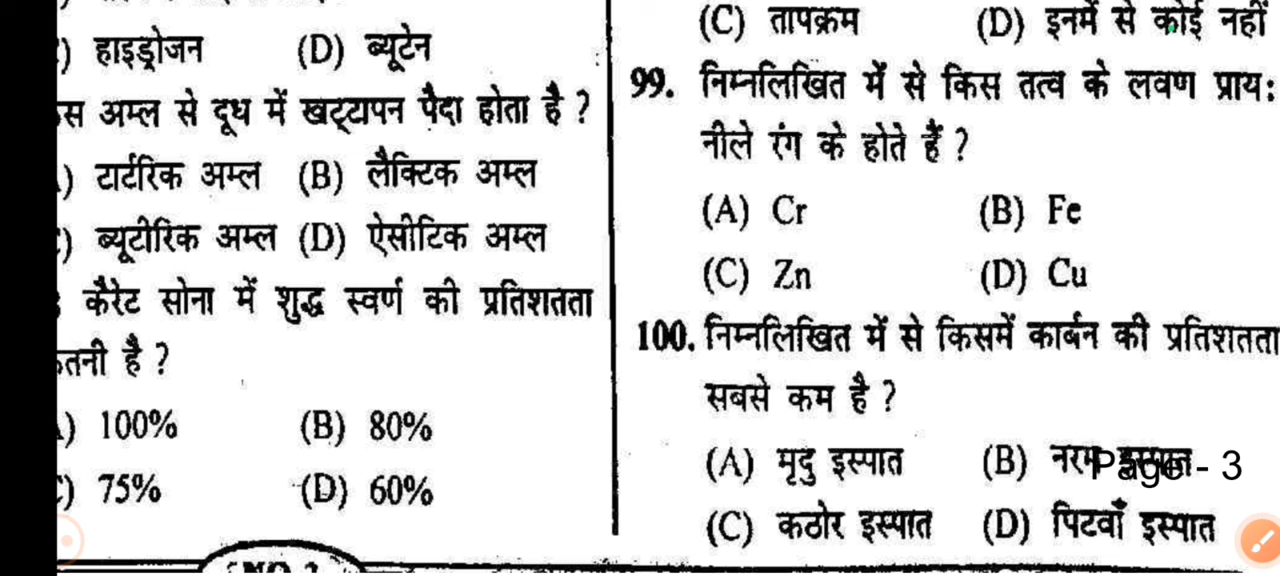 हाइड्रोजन (D) ब्यूटेन
अम्ल से दूध में खट्टापन पैदा होता है ?
टार्टरिक अम्ल (B) लैक्टिक अम्ल
ब्यूटीरिक अम्ल (D) ऐसीटिक अम्ल
कैरेट सोना में शुद्ध स्वर्ण की प्रतिशतता
है ?
100% (B) 80%
75% (D) 60%
(C) तापक्रम (D) इनमें से कोई नहीं
99. निम्नलिखित में से किस तत्व के लवण प्राय:
नीले रंग के होते हैं ?
(A) Cr (B) Fe
(C) Zn (D) Cu
100. निम्नलिखित में से किसमें कार्बन की प्रतिशतता
सबसे कम है ?
(A) मृदु इस्पात (B) नरम इस्पात
Page - 3
(C) कठोर इस्पात (D) पिटवाँ इस्पात